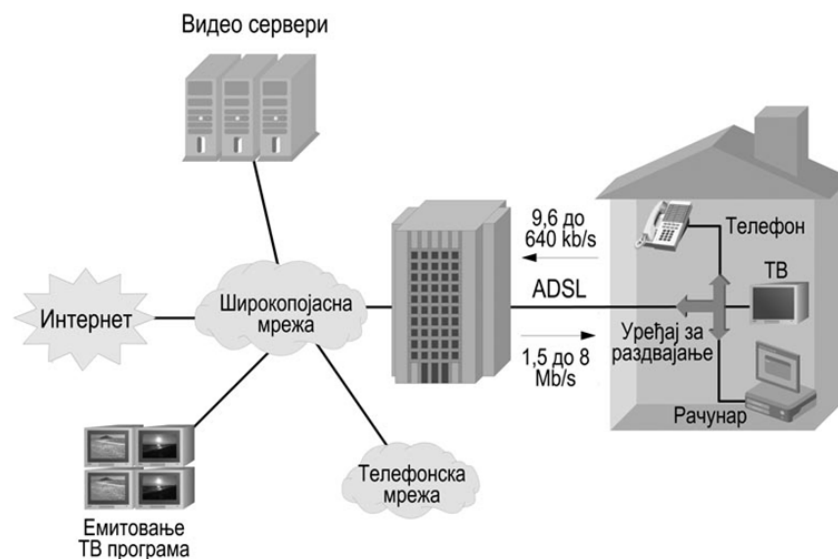 Видео сервери
9,6 до
640 kb/s
Телефон
ТВ
Интернет
Широкопојасна
мрежа
ADSL
Уређај за
раздвајање
1,5 до 8
Mb/s
Рачунар
Телефонска
мрежа
Емитовање
ТВ програма